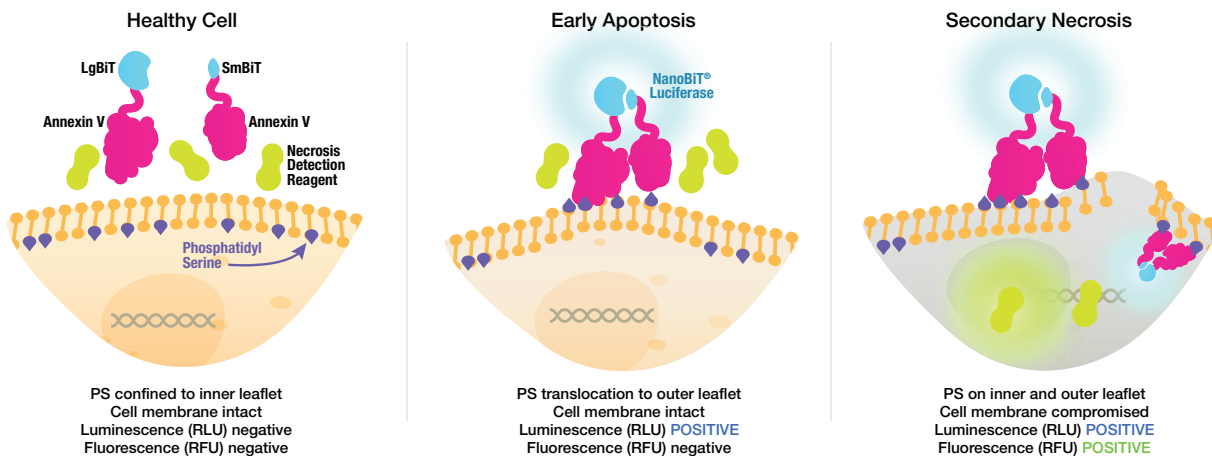 Healthy Cell
LgBiT
SmBiT
Annexin V
Annexin V
Necrosis
Detection
Reagent
Phosphatidyl
Serine
PS confined to inner leaflet
Cell membrane intact
Luminescence (RLU) negative
Fluorescence (RFU) negative
Early Apoptosis
NanoBiT®
Luciferase
PS translocation to outer leaflet
Cell membrane intact
Luminescence (RLU) POSITIVE
Fluorescence (RFU) negative
Secondary Necrosis
PS on inner and outer leaflet
Cell membrane compromised
Luminescence (RLU) POSITIVE
Fluorescence (RFU) POSITIVE